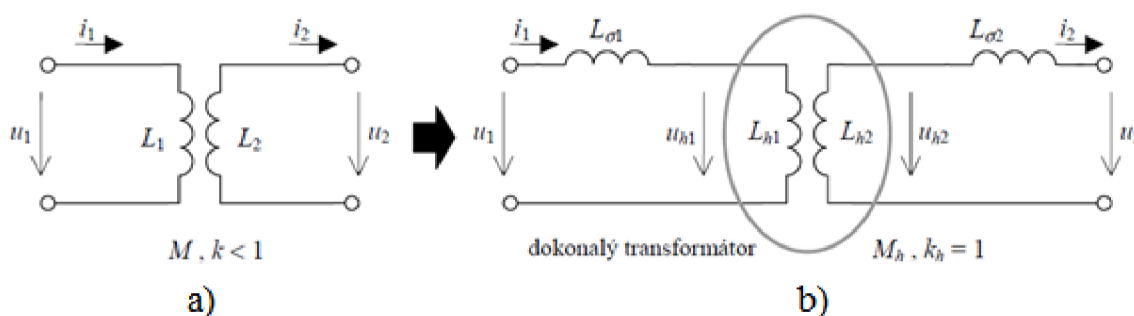 i₁ i₂ i₁ Lσ1 Lσ2 i₂
u₁ L₁ L₂ u₂ u₁ uh1 Lh1 Lh2 uh2 u
M , k < 1 dokonalý transformátor Mh , kh = 1
a) b)